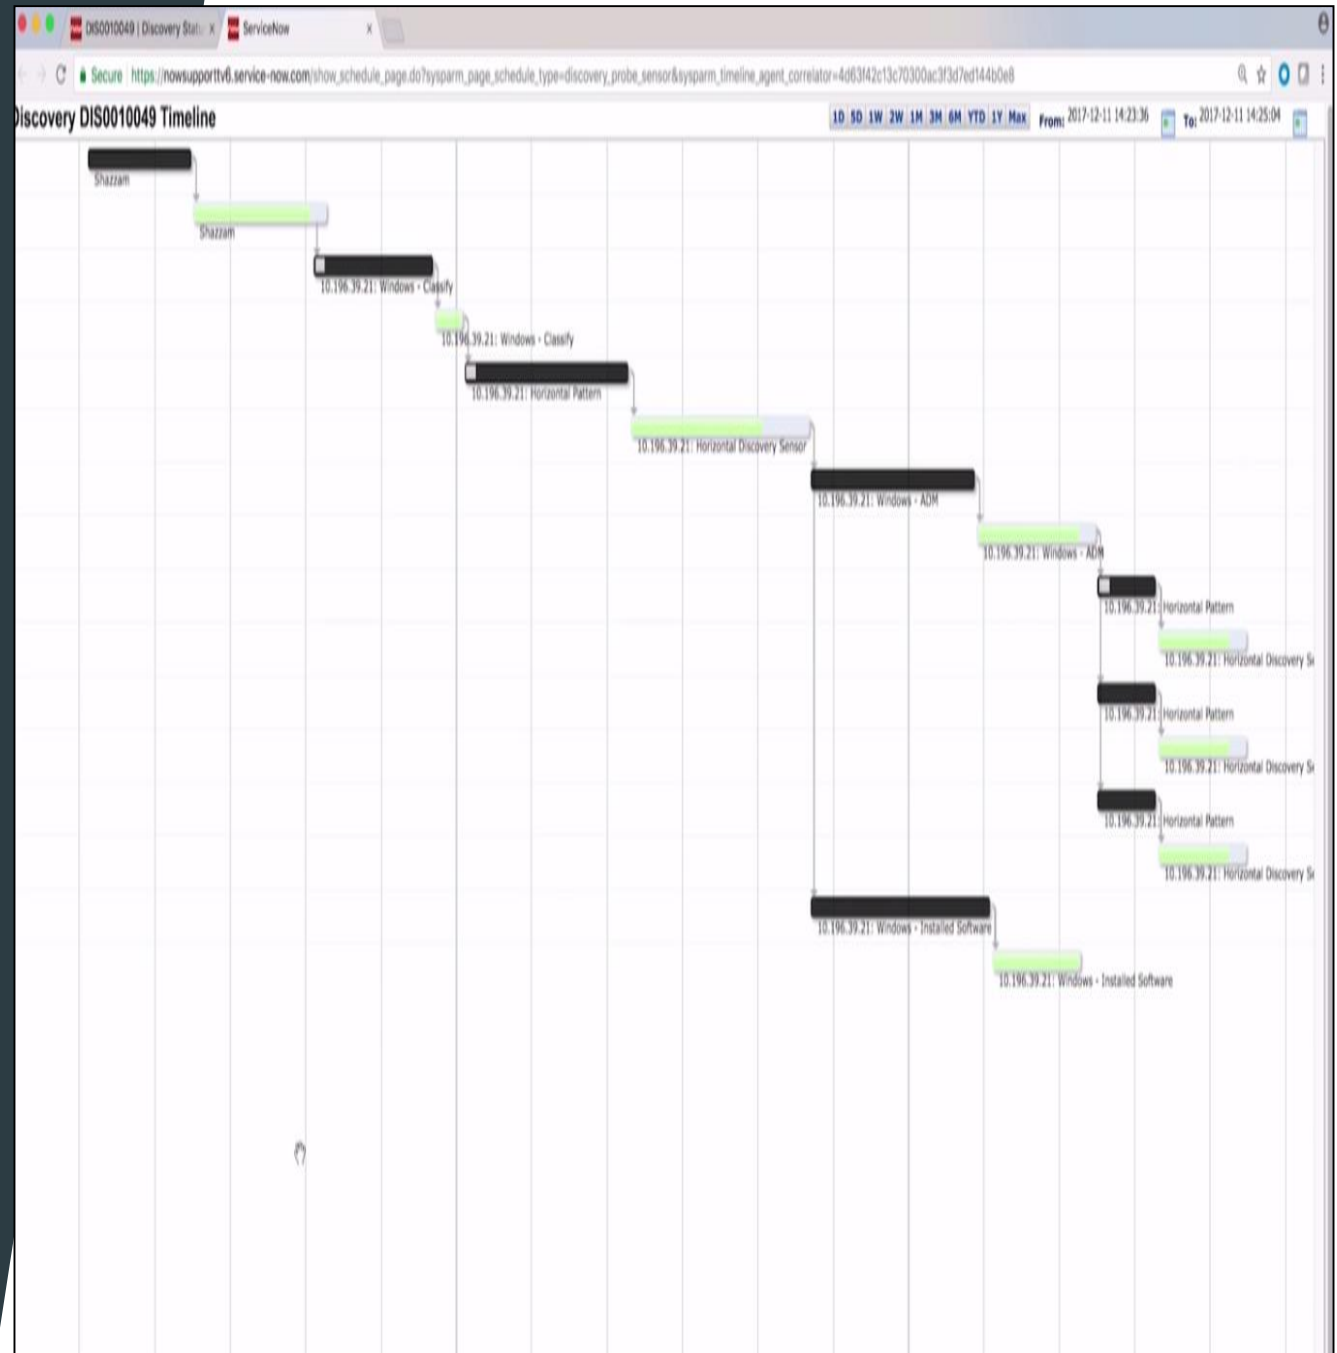 DIS0010049 | Discovery Statu x
ServiceNow x
Secure https://nowsupporttv6.service-now.com/show_schedule_page.do?sysparm_page_schedule_type=discovery_probe_sensor&sysparm_timeline_agent_correlator=4d63f42c13c70300ac3f3d7ed144b0e8
Discovery DIS0010049 Timeline
1D 5D 1W 2W 1M 3M 6M YTD 1Y Max From: 2017-12-11 14:23:36 To: 2017-12-11 14:25:04
Shazzam
Shazzam
10.196.39.21: Windows - Classify
10.196.39.21: Windows - Classify
10.196.39.21: Horizontal Pattern
10.196.39.21: Horizontal Discovery Sensor
10.196.39.21: Windows - ADM
10.196.39.21: Windows - ADM
10.196.39.21: Horizontal Pattern
10.196.39.21: Horizontal Discovery Se
10.196.39.21: Horizontal Pattern
10.196.39.21: Horizontal Discovery Se
10.196.39.21: Horizontal Pattern
10.196.39.21: Horizontal Discovery Se
10.196.39.21: Windows - Installed Software
10.196.39.21: Windows - Installed Software